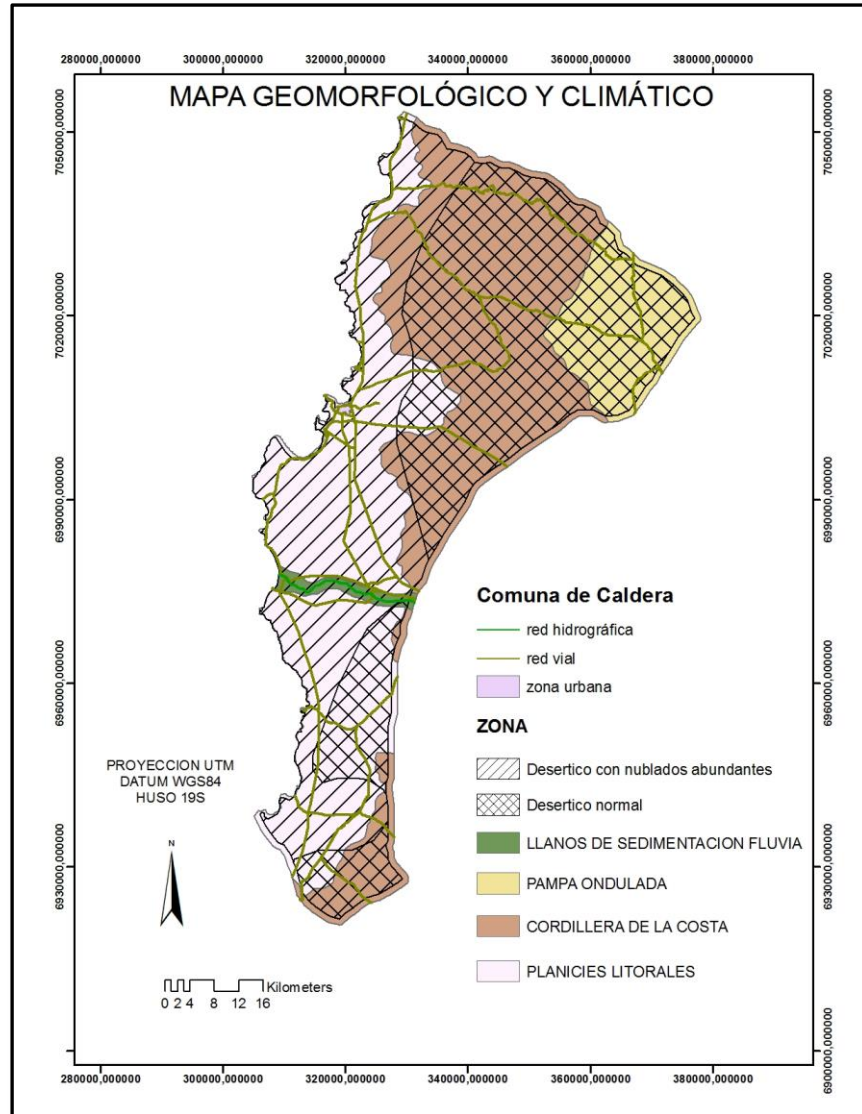 280000,000000 300000,000000 320000,000000 340000,000000 360000,000000 380000,000000
MAPA GEOMORFOLÓGICO Y CLIMÁTICO
7050000,000000 7050000,000000
7020000,000000 7020000,000000
6990000,000000 6990000,000000
Comuna de Caldera
red hidrográfica
red vial
zona urbana
6960000,000000 6960000,000000
ZONA
PROYECCION UTM
DATUM WGS84
HUSO 19S
Desertico con nublados abundantes
Desertico normal
LLANOS DE SEDIMENTACION FLUVIA
N
6930000,000000 6930000,000000
PAMPA ONDULADA
CORDILLERA DE LA COSTA
PLANICIES LITORALES
Kilometers
0 2 4 8 12 16
6900000,000000 6900000,000000
280000,000000 300000,000000 320000,000000 340000,000000 360000,000000 380000,000000